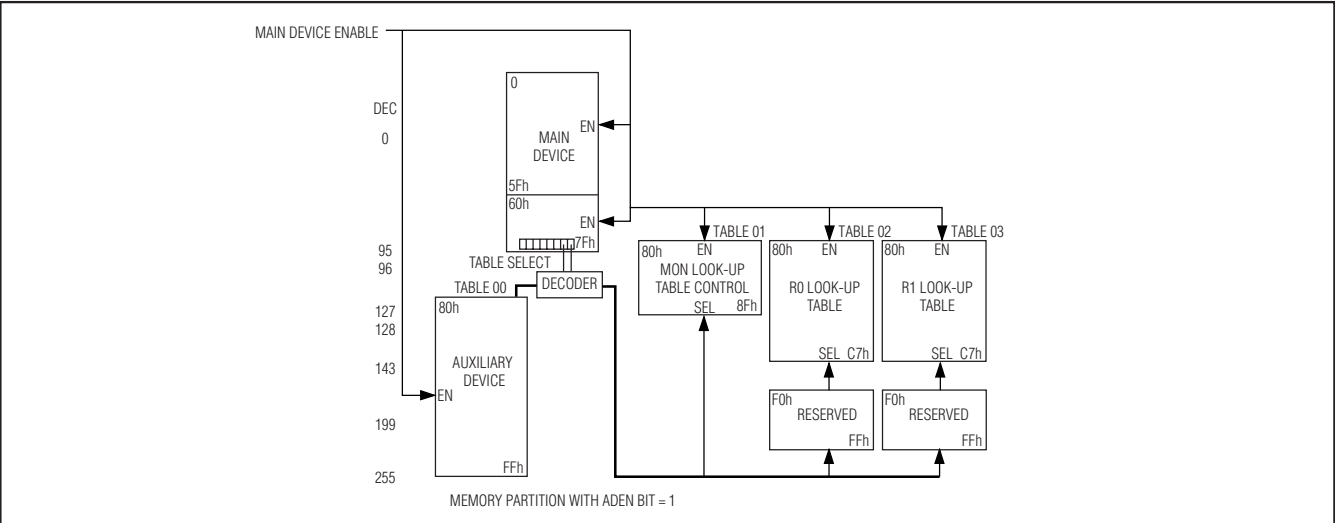 MAIN DEVICE ENABLE
DEC
0
95
96
127
128
143
199
255
0
EN
MAIN
DEVICE
5Fh
60h
EN
7Fh
TABLE SELECT
DECODER
TABLE 00
80h
AUXILIARY
DEVICE
EN
FFh
TABLE 01
80h
EN
MON LOOK-UP
TABLE CONTROL
SEL
8Fh
TABLE 02
80h
EN
R0 LOOK-UP
TABLE
SEL C7h
F0h
RESERVED
FFh
TABLE 03
80h
EN
R1 LOOK-UP
TABLE
SEL C7h
F0h
RESERVED
FFh
MEMORY PARTITION WITH ADEN BIT = 1